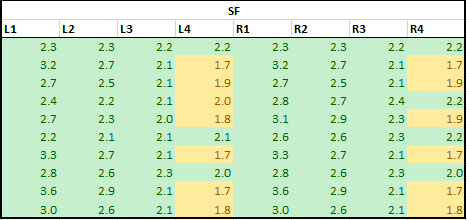 SF
L1 L2 L3 L4 R1 R2 R3 R4
2.3 2.3 2.2 2.2 2.3 2.3 2.2 2.2
3.2 2.7 2.1 1.7 3.2 2.7 2.1 1.7
2.7 2.5 2.1 1.9 2.7 2.5 2.1 1.9
2.4 2.2 2.1 2.0 2.8 2.7 2.4 2.2
2.7 2.3 2.0 1.8 3.1 2.9 2.3 1.9
2.2 2.1 2.1 2.1 2.6 2.6 2.3 2.2
3.3 2.7 2.1 1.7 3.3 2.7 2.1 1.7
2.8 2.6 2.3 2.0 2.8 2.6 2.3 2.0
3.6 2.9 2.1 1.7 3.6 2.9 2.1 1.7
3.0 2.6 2.1 1.8 3.0 2.6 2.1 1.8